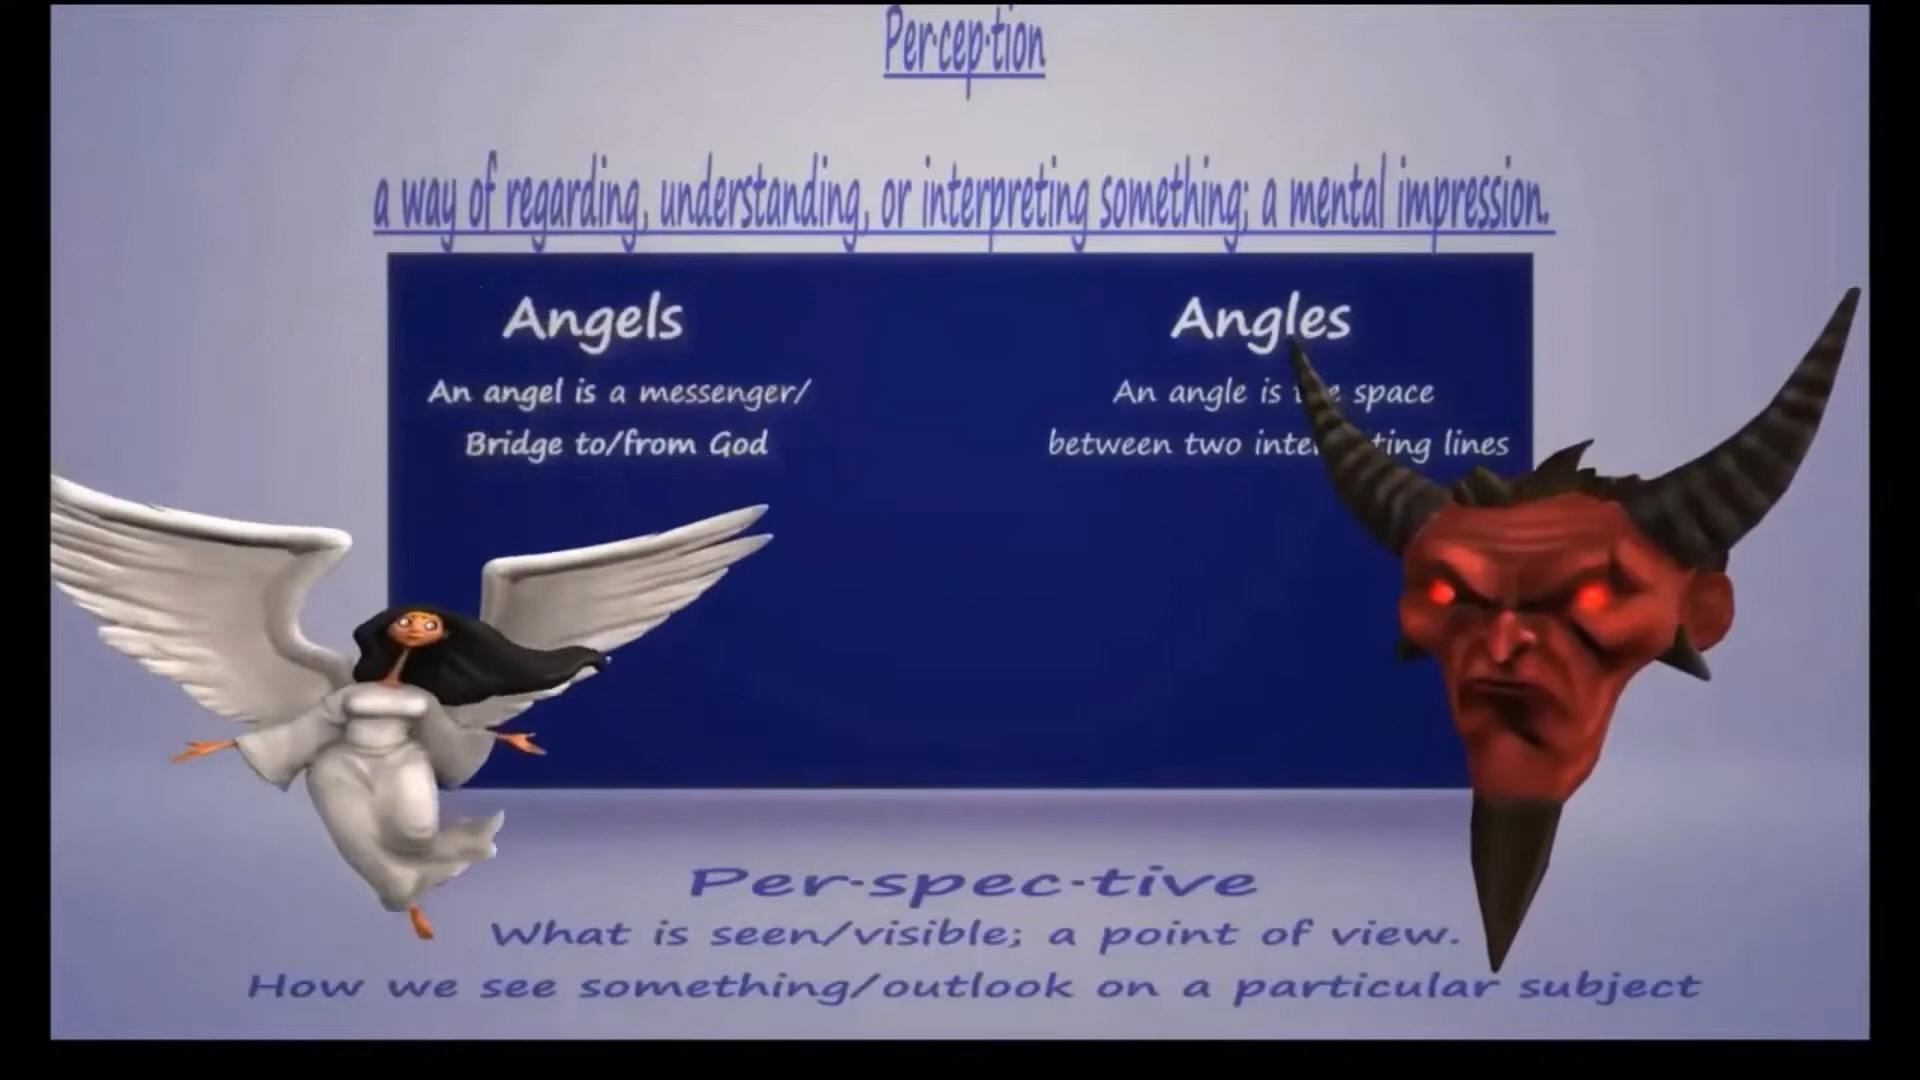 Per·cep·tion
a way of regarding, understanding, or interpreting something; a mental impression.
Angels
An angel is a messenger/
Bridge to/from God
Angles
An angle is space
between two lines
Per-spec-tive
What is seen/visible; a point of view.
How we see something/outlook on a particular subject